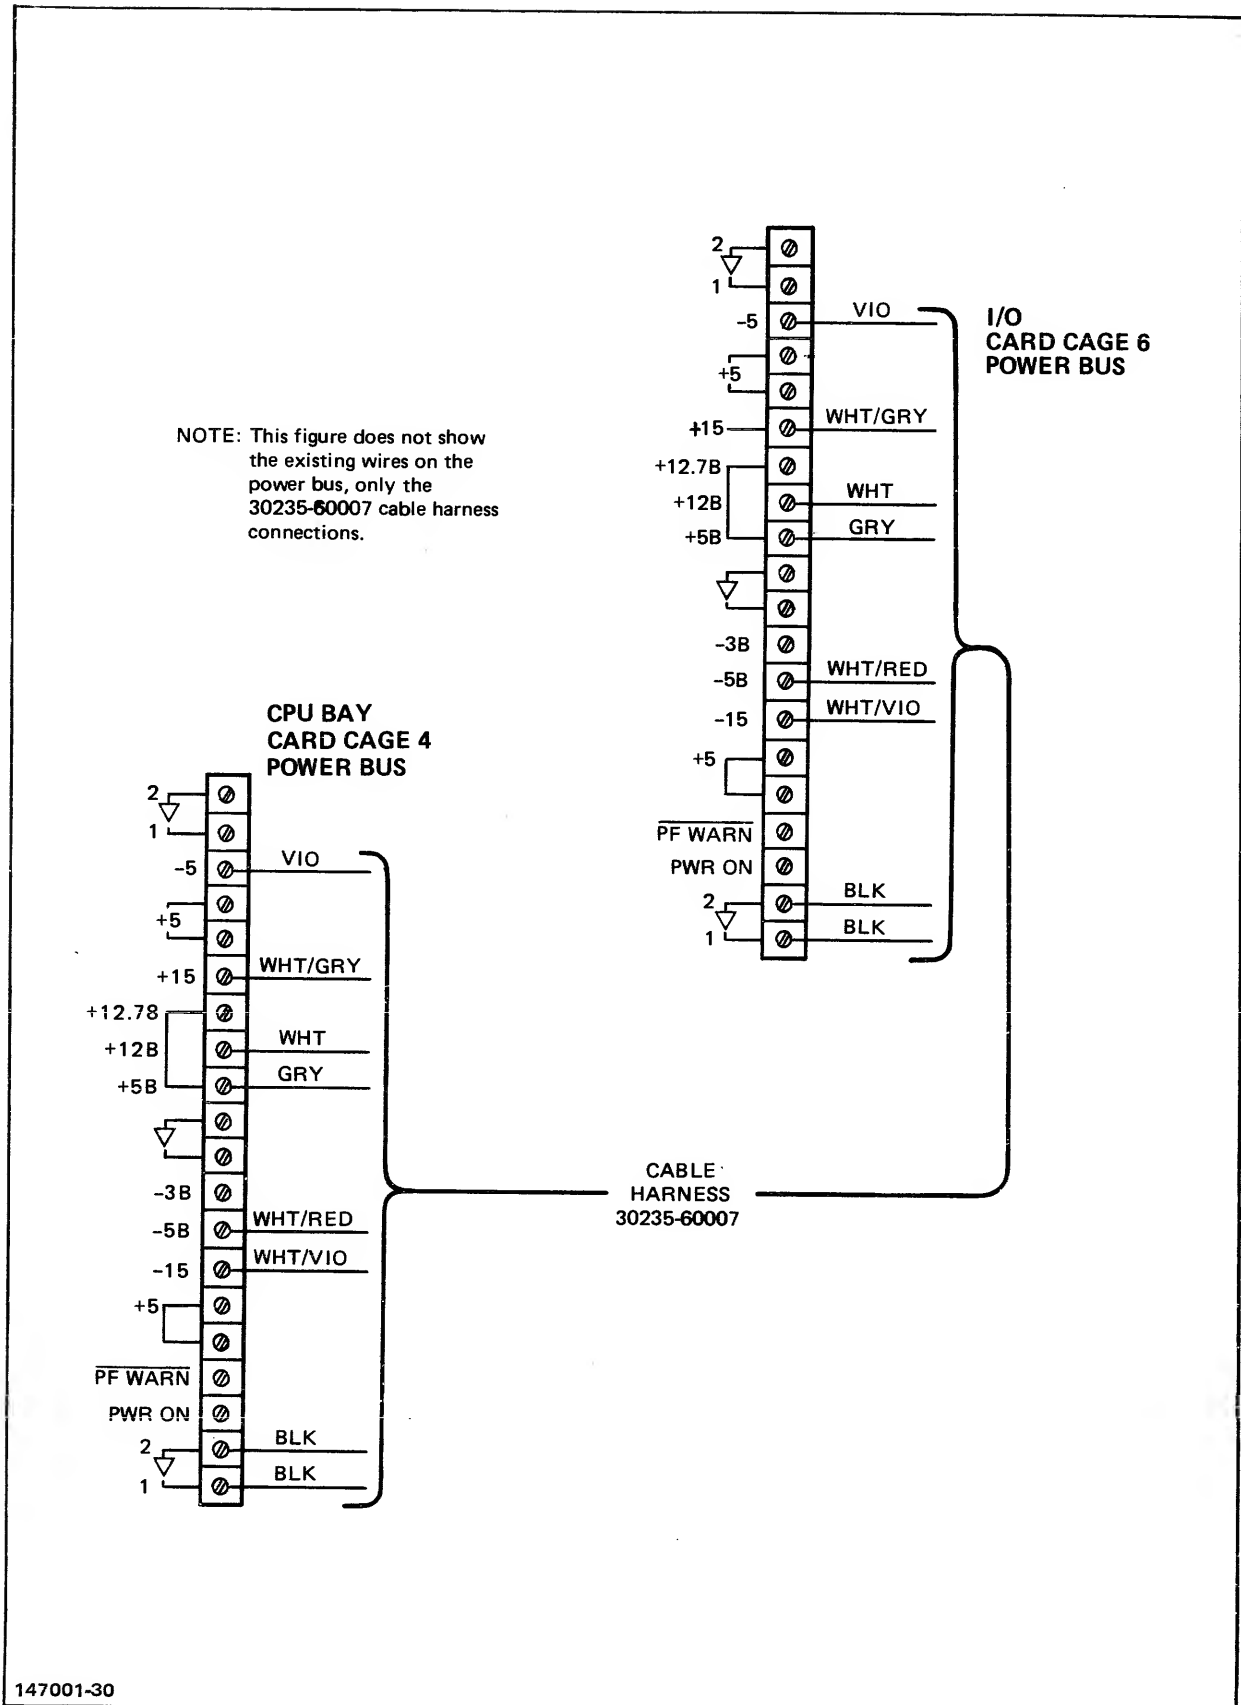 2
1
-5
+5
+15
+12.7B
+12B
+5B
-3B
-5B
-15
+5
PF WARN
PWR ON
2
1
VIO
WHT/GRY
WHT
GRY
WHT/RED
WHT/VIO
BLK
BLK
I/O
CARD CAGE 6
POWER BUS
NOTE: This figure does not show
the existing wires on the
power bus, only the
30235-60007 cable harness
connections.
CPU BAY
CARD CAGE 4
POWER BUS
2
1
-5
+5
+15
+12.78
+12B
+5B
-3B
-5B
-15
+5
PF WARN
PWR ON
2
1
VIO
WHT/GRY
WHT
GRY
WHT/RED
WHT/VIO
BLK
BLK
CABLE
HARNESS
30235-60007
147001-30